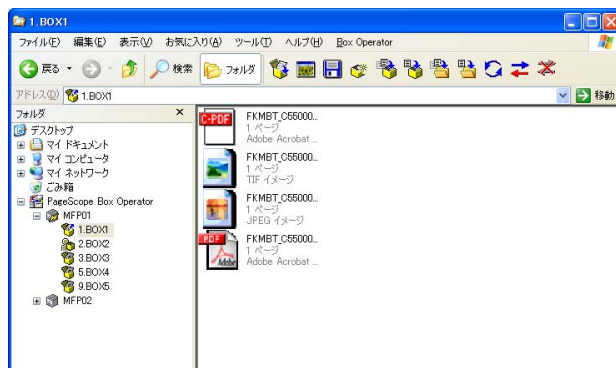 1.BOX1
ファイル(F) 編集(E) 表示(V) お気に入り(A) ツール(T) ヘルプ(H) Box Operator
戻る 検索 フォルダ
アドレス(D) 1.BOX1 移動
フォルダ ×
デスクトップ
マイ ドキュメント
マイ コンピュータ
マイ ネットワーク
ごみ箱
PageScope Box Operator
MFP01
1.BOX1
2.BOX2
3.BOX3
5.BOX4
9.BOX5
MFP02
C-PDF
FKMBT_C55000...
1 ページ
Adobe Acrobat ...
FKMBT_C55000...
1 ページ
TIF イメージ
FKMBT_C55000...
1 ページ
JPEG イメージ
PDF
Adobe
FKMBT_C55000...
1 ページ
Adobe Acrobat ...